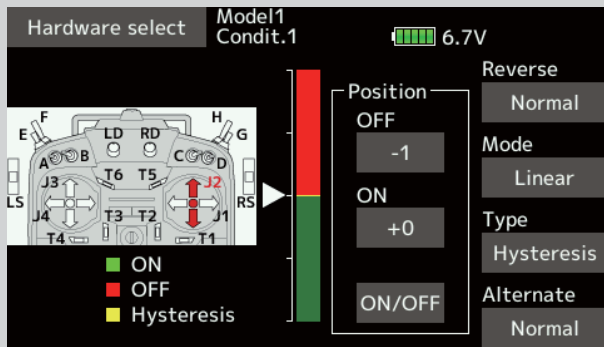 Hardware select
Model1
Condit.1
6.7V
F
H
E
LD
RD
G
A
B
C
D
J3
T6
T5
J2
LS
RS
J4
T3
T2
J1
T4
T1
ON
OFF
Hysteresis
Position
OFF
-1
ON
+0
ON/OFF
Reverse
Normal
Mode
Linear
Type
Hysteresis
Alternate
Normal